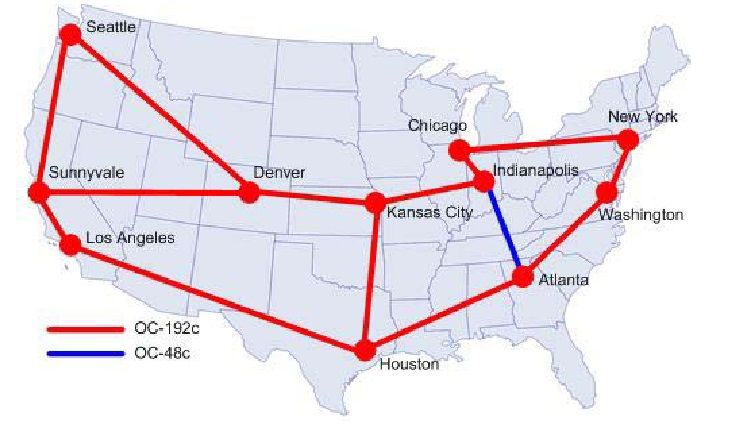 Seattle
New York
Chicago
Indianapolis
Sunnyvale
Denver
Kansas City
Washington
Los Angeles
Atlanta
OC-192c
OC-48c
Houston